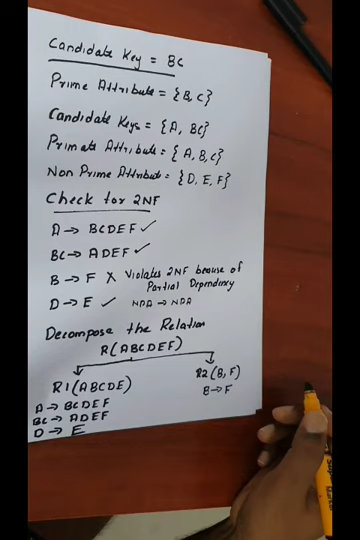 Candidate Key = BC
Prime Attribute = {B, C}
Candidate Keys = {A, BC}
Primate Attribute = {A, B, C}
Non Prime Attribute = {D, E, F}
Check for 2NF
A → BCDEF ✓
BC → ADEF ✓
B → F X Violates 2NF because of
Partial Dependency
D → E ✓ NPA → NPA
Decompose the Relation
R(ABCDEF)
R1(ABCDE) R2(B, F)
A → BCDEF B → F
BC → ADEF
D → E